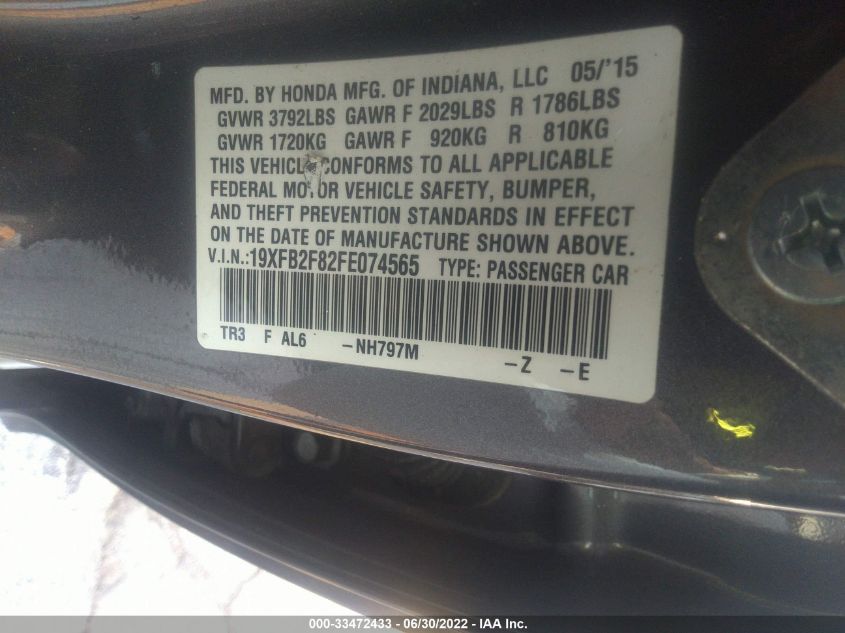 MFD. BY HONDA MFG. OF INDIANA, LLC 05/'15
GVWR 3792LBS GAWR F 2029LBS R 1786LBS
GVWR 1720KG GAWR F 920KG R 810KG
THIS VEHICLE CONFORMS TO ALL APPLICABLE
FEDERAL MOTOR VEHICLE SAFETY, BUMPER,
AND THEFT PREVENTION STANDARDS IN EFFECT
ON THE DATE OF MANUFACTURE SHOWN ABOVE.
V.I.N.:19XFB2F82FE074565 TYPE: PASSENGER CAR
TR3 F AL6 –NH797M –Z –E
000-33472433 - 06/30/2022 - IAA Inc.